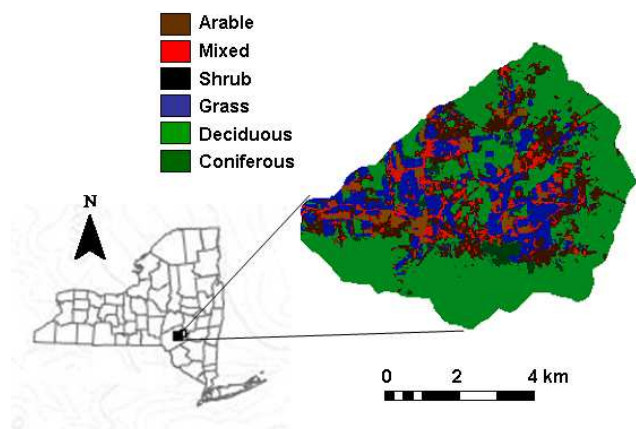 Arable
Mixed
Shrub
Grass
Deciduous
Coniferous
N
0 2 4 km